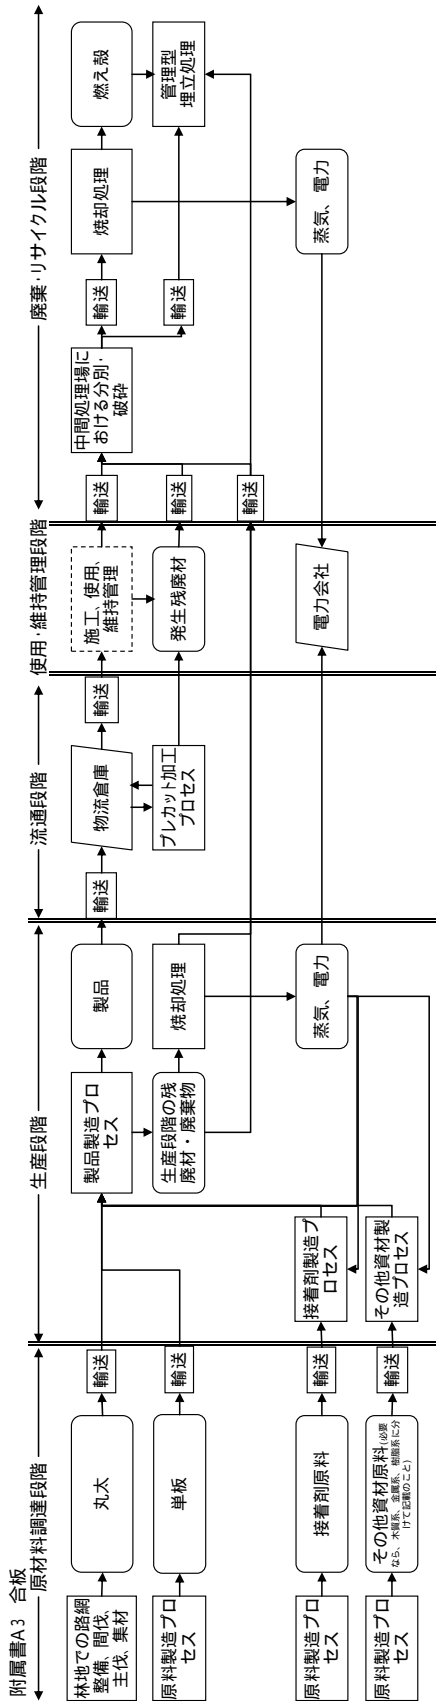 附属書A3 合板
原材料調達段階
生産段階
流通段階
使用・維持管理段階
廃棄・リサイクル段階
林地での路網
整備、間伐、
主伐、集材
丸太
輸送
製品製造プロ
セス
製品
輸送
物流倉庫
輸送
施工、使用、
維持管理
輸送
中間処理場に
おける分別・
破砕
輸送
焼却処理
燃え殻
原料製造プロ
セス
単板
輸送
生産段階の残
廃材・廃棄物
焼却処理
プレカット加工
プロセス
発生残廃材
輸送
輸送
管理型
埋立処理
輸送
原料製造プロ
セス
接着剤原料
輸送
接着剤製造プ
ロセス
蒸気、電力
電力会社
蒸気、電力
原料製造プロ
セス
その他資材原料(必要
なら、木質系、金属系、樹脂系に分
けて記載のこと)
輸送
その他資材製
造プロセス